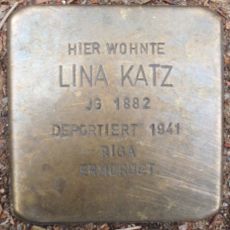 HIER WOHNTE
LINA KATZ
JG 1882
DEPORTIERT 1941
RIGA
ERMORDET